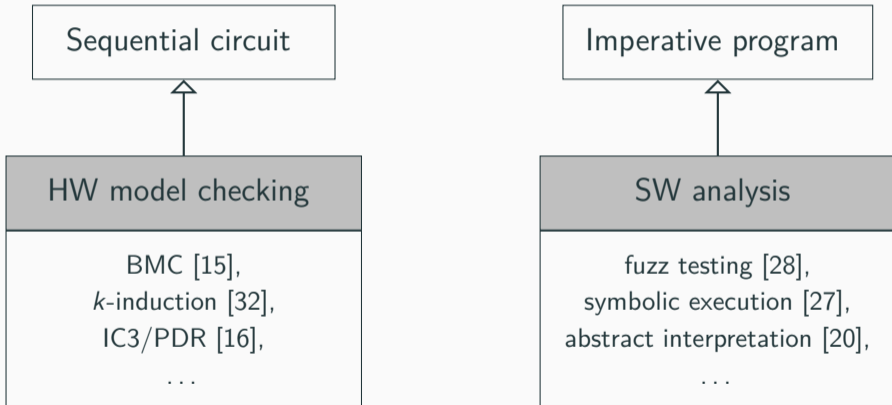 Sequential circuit
HW model checking
BMC [15],
k-induction [32],
IC3/PDR [16],
...
Imperative program
SW analysis
fuzz testing [28],
symbolic execution [27],
abstract interpretation [20],
...